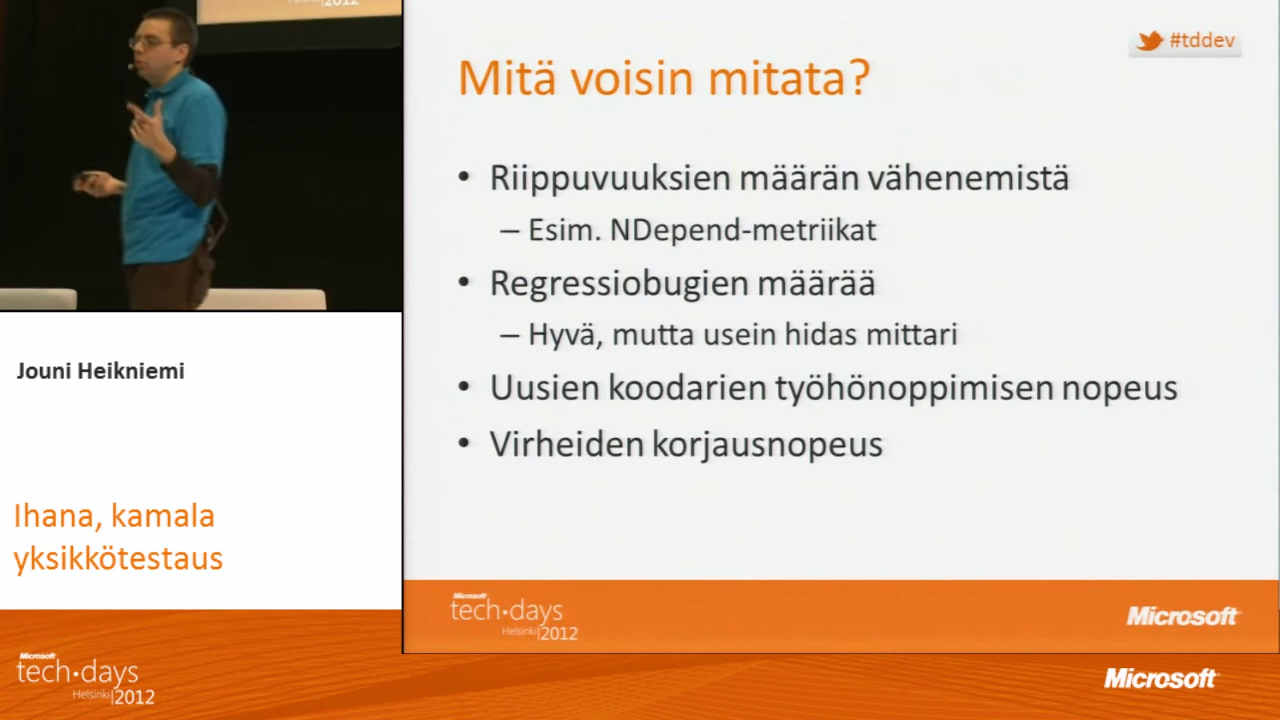 #tddev
Mitä voisin mitata?
• Riippuvuuksien määrän vähenemistä
– Esim. NDepend-metriikat
• Regressiobugien määrää
– Hyvä, mutta usein hidas mittari
• Uusien koodarien työhönoppimisen nopeus
• Virheiden korjausnopeus
Microsoft
tech·days
Helsinki|2012
Microsoft
Jouni Heikniemi
Ihana, kamala
yksikkötestaus
Microsoft
tech·days
Helsinki|2012
Microsoft